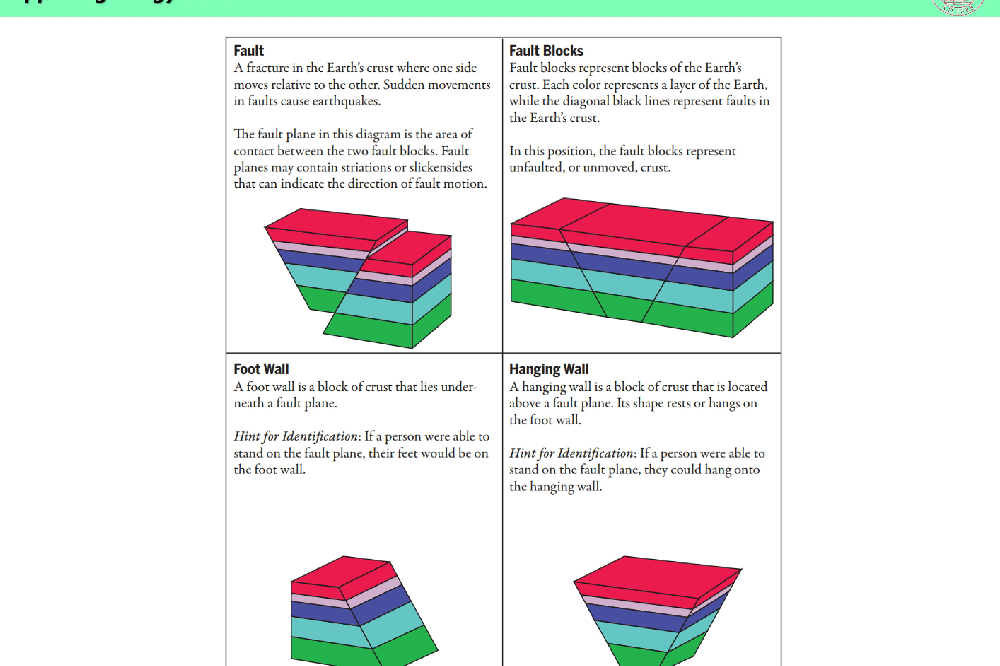 Applied geology 2022-2023
A.D. 1088
Fault
A fracture in the Earth's crust where one side
moves relative to the other. Sudden movements
in faults cause earthquakes.
The fault plane in this diagram is the area of
contact between the two fault blocks. Fault
planes may contain striations or slickensides
that can indicate the direction of fault motion.
Fault Blocks
Fault blocks represent blocks of the Earth's
crust. Each color represents a layer of the Earth,
while the diagonal black lines represent faults in
the Earth's crust.
In this position, the fault blocks represent
unfaulted, or unmoved, crust.
Foot Wall
A foot wall is a block of crust that lies under-
neath a fault plane.
Hint for Identification: If a person were able to
stand on the fault plane, their feet would be on
the foot wall.
Hanging Wall
A hanging wall is a block of crust that is located
above a fault plane. Its shape rests or hangs on
the foot wall.
Hint for Identification: If a person were able to
stand on the fault plane, they could hang onto
the hanging wall.